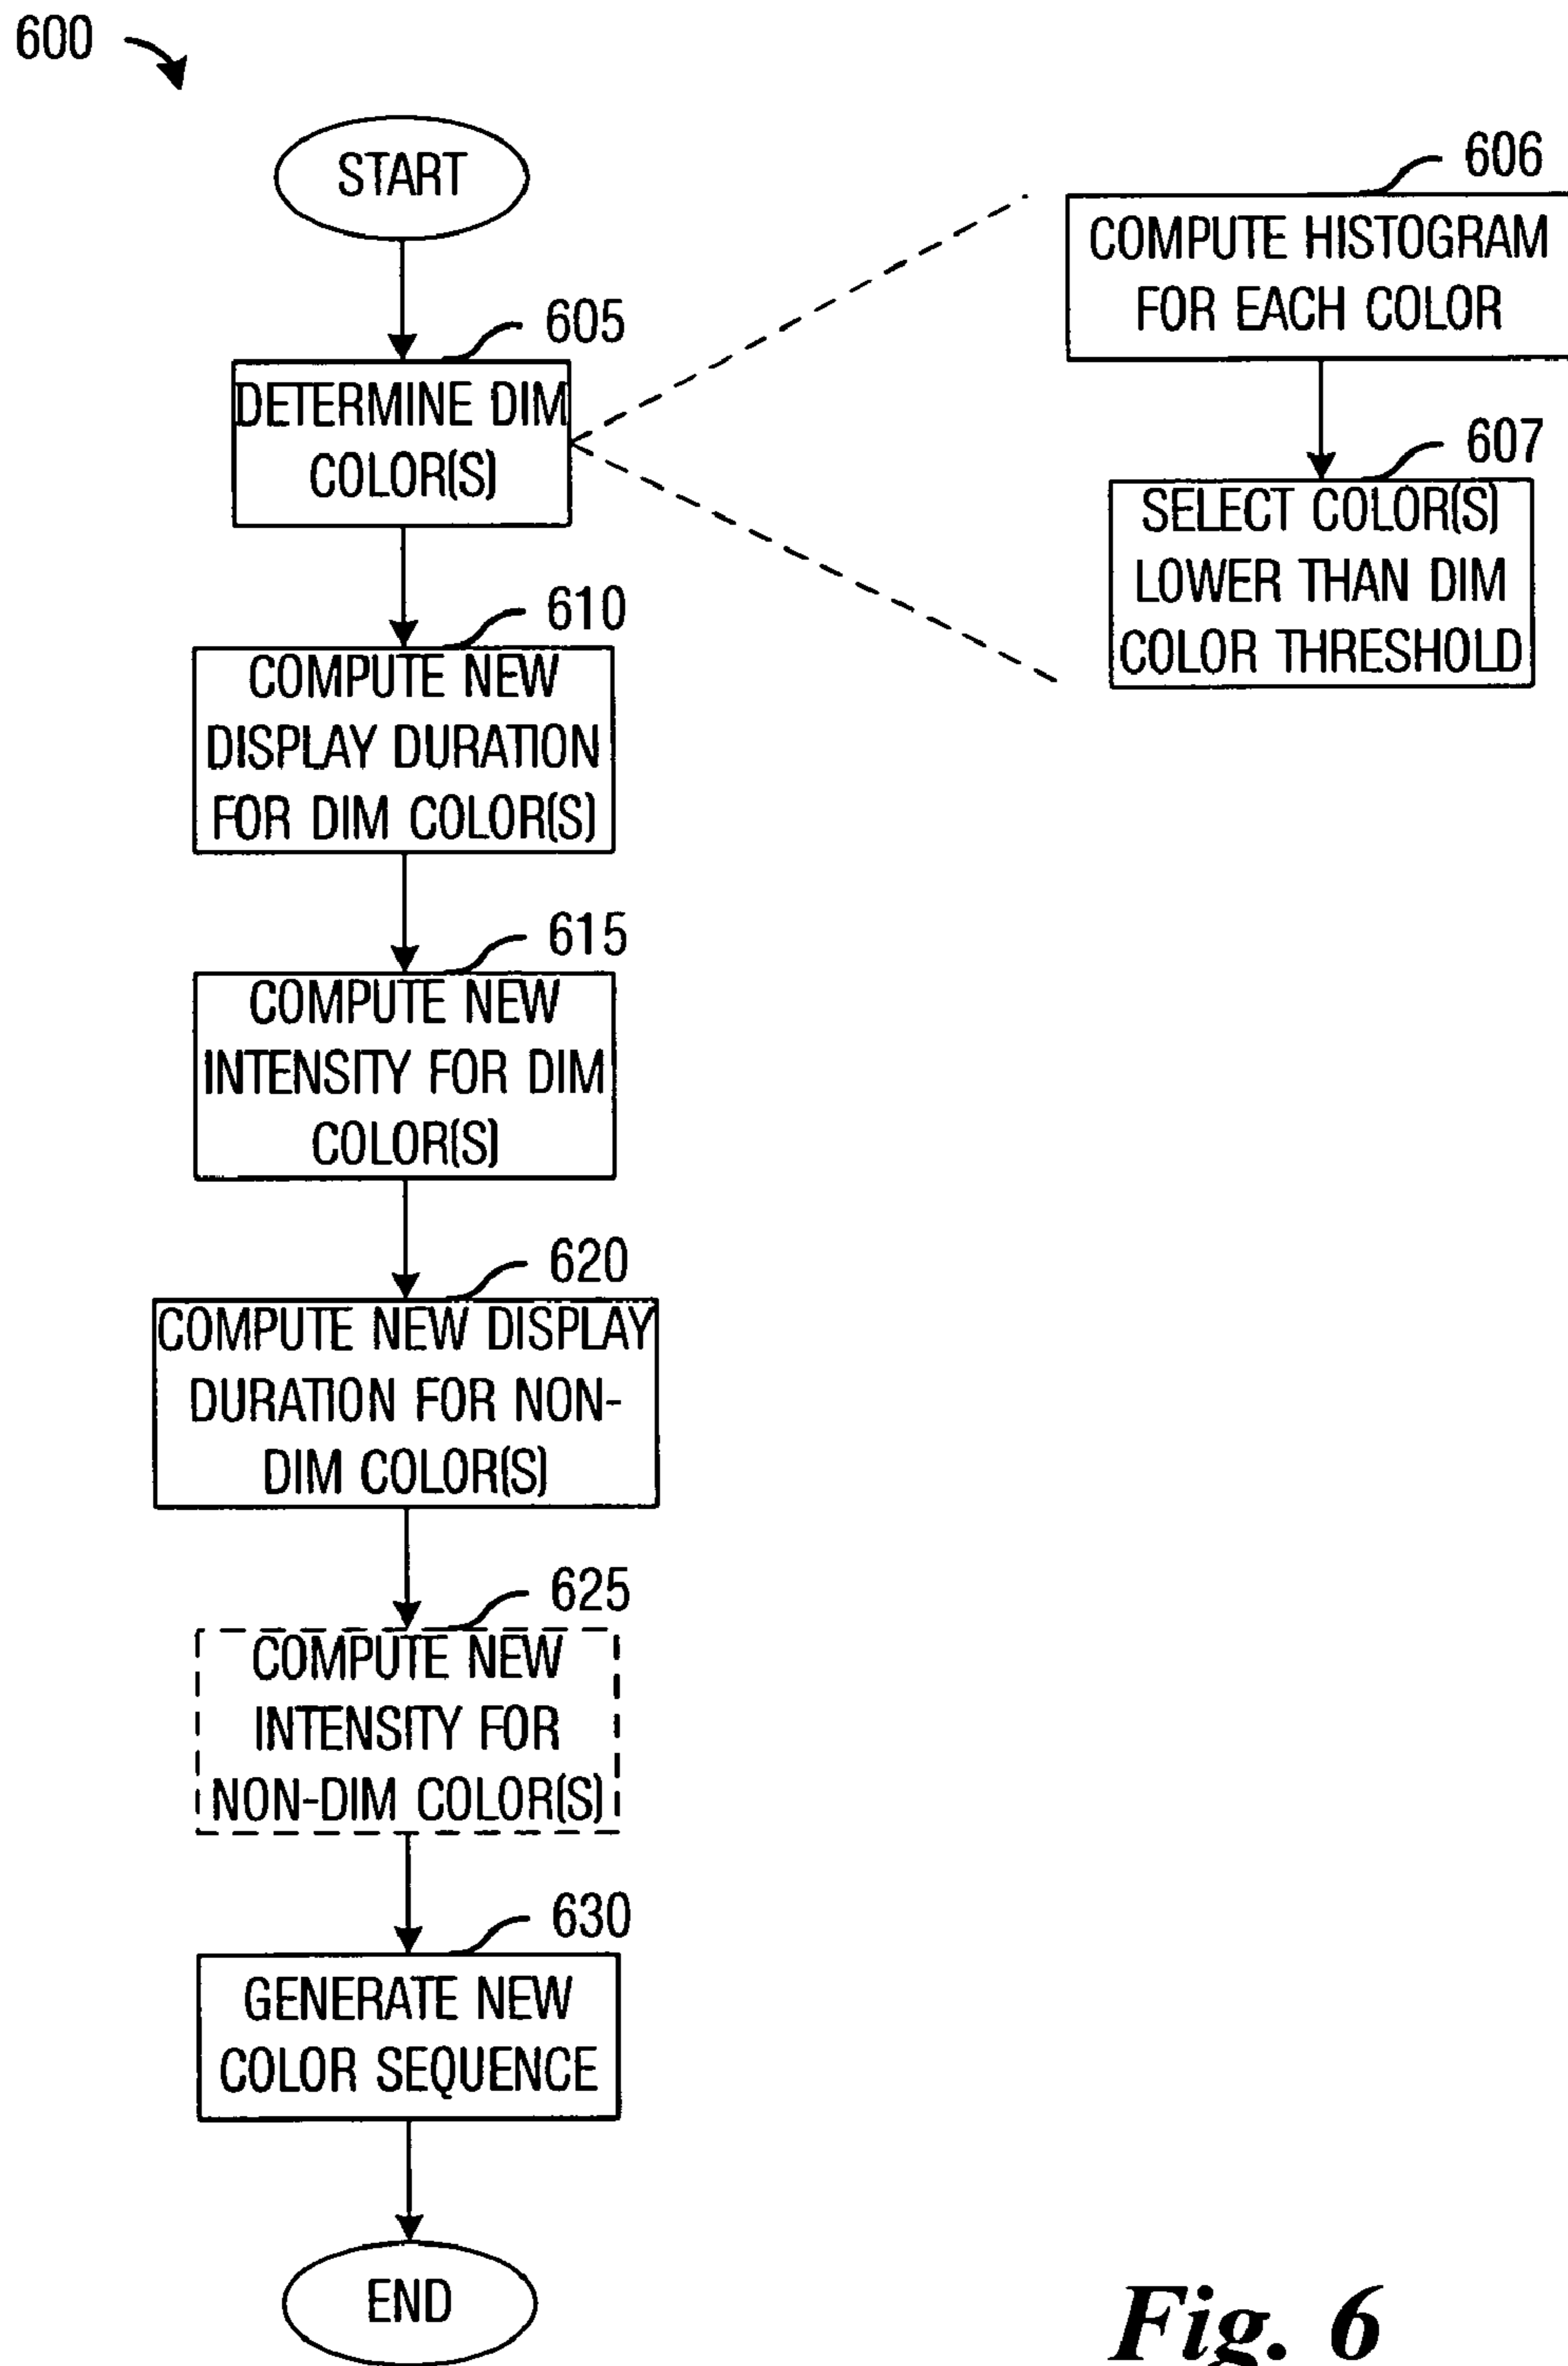 600
START
605
DETERMINE DIM
COLOR(S)
606
COMPUTE HISTOGRAM
FOR EACH COLOR
607
SELECT COLOR(S)
LOWER THAN DIM
COLOR THRESHOLD
610
COMPUTE NEW
DISPLAY DURATION
FOR DIM COLOR(S)
615
COMPUTE NEW
INTENSITY FOR DIM
COLOR(S)
620
COMPUTE NEW DISPLAY
DURATION FOR NON-
DIM COLOR(S)
625
COMPUTE NEW
INTENSITY FOR
NON-DIM COLOR(S)
630
GENERATE NEW
COLOR SEQUENCE
END
Fig. 6